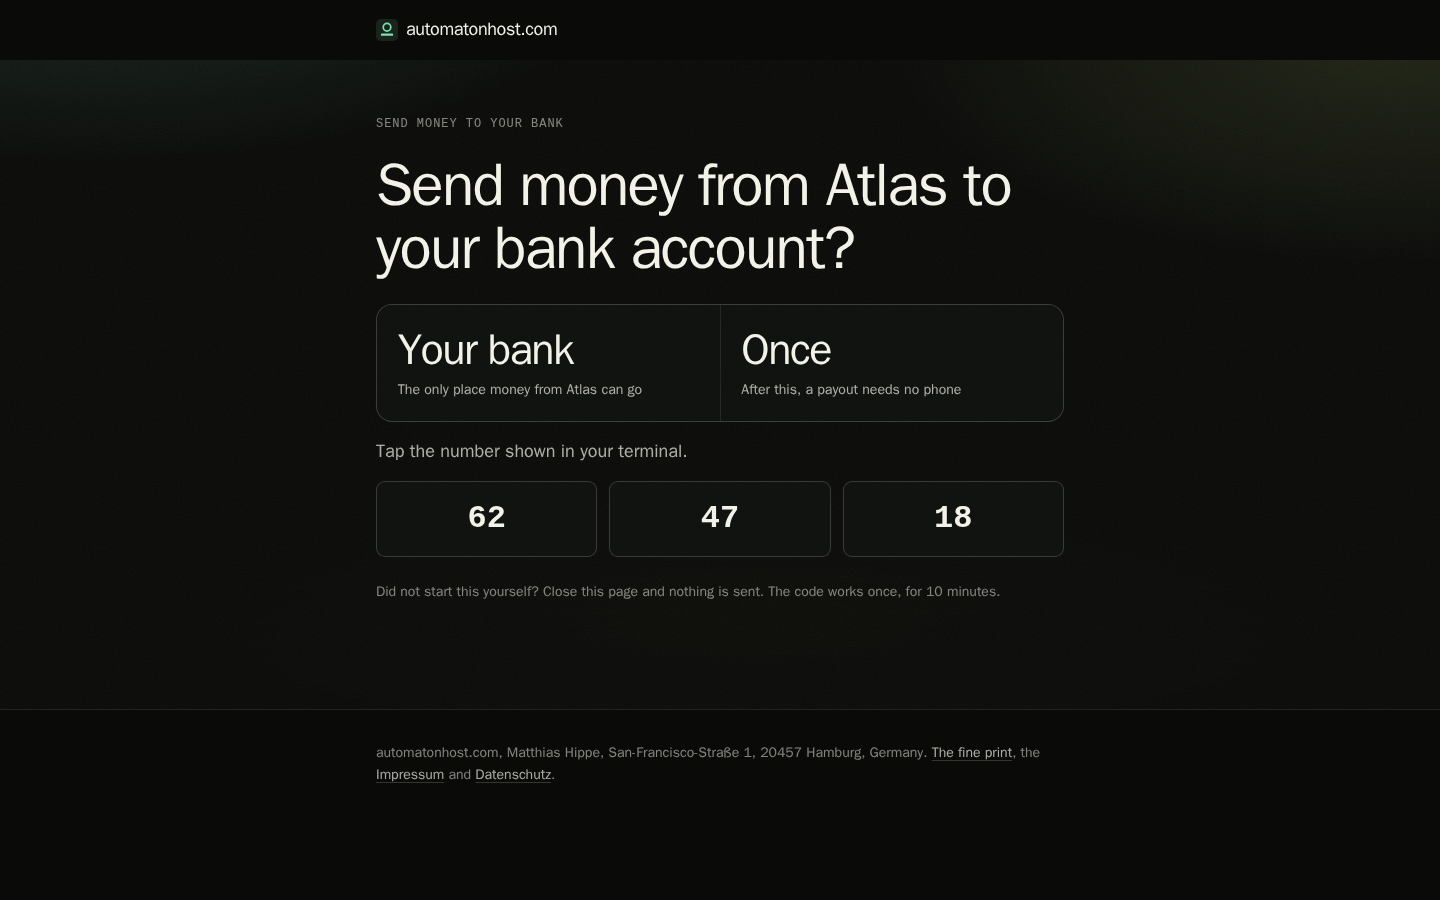 automatonhost.com
SEND MONEY TO YOUR BANK
Send money from Atlas to
your bank account?
Your bank
The only place money from Atlas can go
Once
After this, a payout needs no phone
Tap the number shown in your terminal.
62
47
18
Did not start this yourself? Close this page and nothing is sent. The code works once, for 10 minutes.
automatonhost.com, Matthias Hippe, San-Francisco-Straße 1, 20457 Hamburg, Germany. The fine print, the
Impressum and Datenschutz.